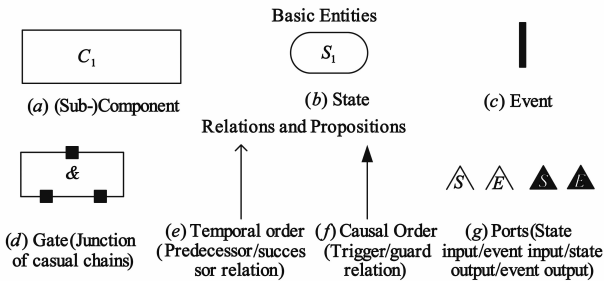 Basic Entities
C1
S1
(a) (Sub-)Component
(b) State
(c) Event
Relations and Propositions
&
S E S E
(d) Gate(Junction
of casual chains)
(e) Temporal order
(Predecessor/succes
sor relation)
(f) Causal Order
(Trigger/guard
relation)
(g) Ports(State
input/event input/state
output/event output)